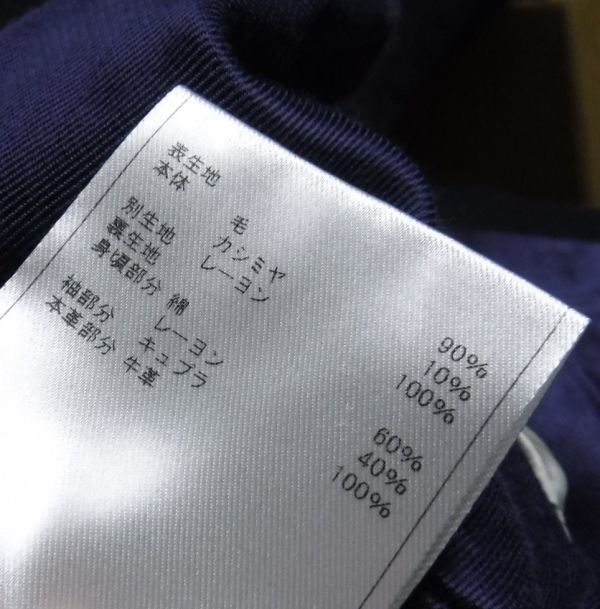 表生地
本体 毛 90%
カシミヤ 10%
別生地 レーヨン 100%
裏生地
身頃部分 綿 60%
レーヨン 40%
袖部分 キュプラ 100%
本革部分 牛革